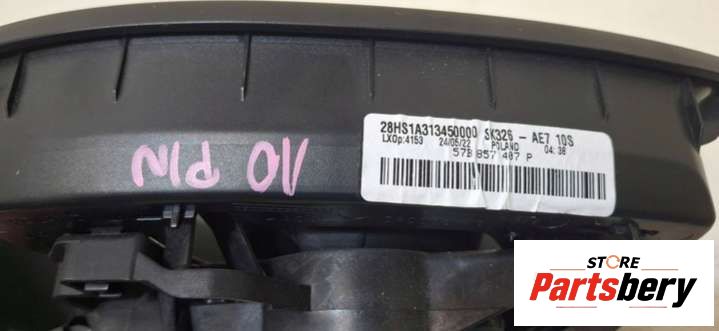 28HS1A313450000 SK326 - AE7 10S
LXOp:4153 24/05/22 POLAND 04:36
57B 857 407 P
10 PIN
STORE
Partsbery